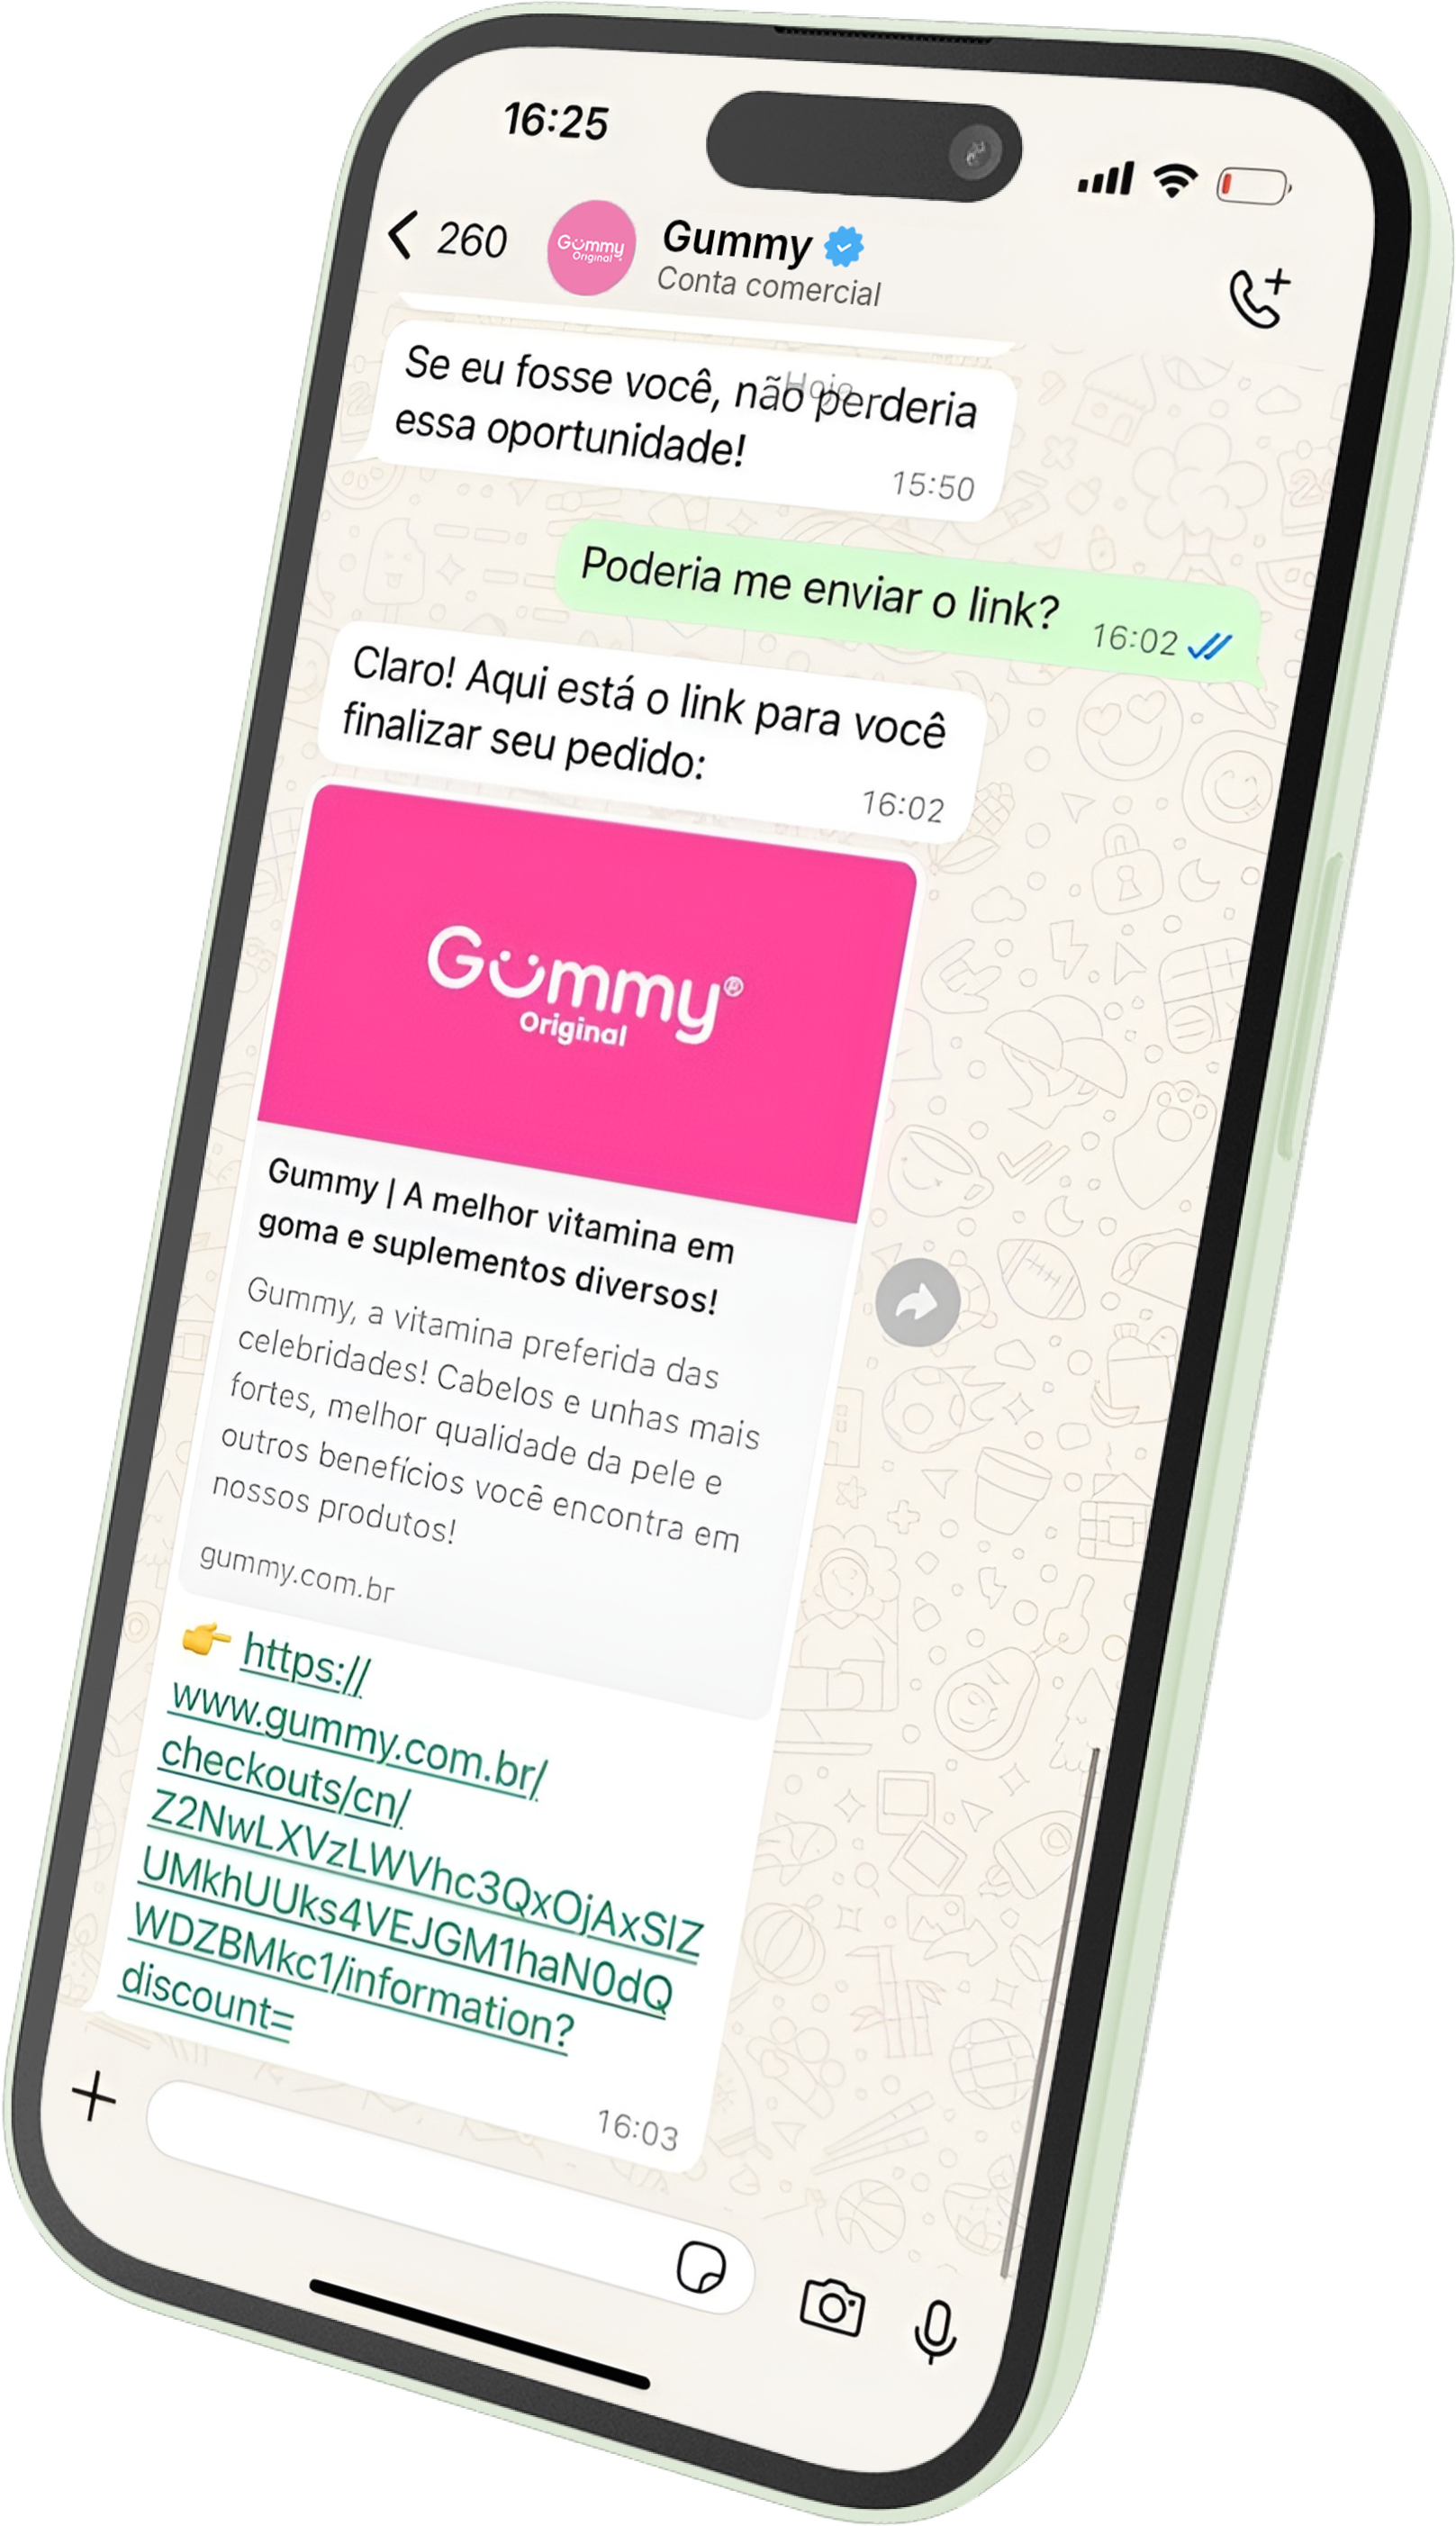 16:25
260
Gummy Original
Gummy
Conta comercial
Hoje
Se eu fosse você, não perderia
essa oportunidade!
15:50
Poderia me enviar o link?
16:02
Claro! Aqui está o link para você
finalizar seu pedido:
16:02
Gummy®
Original
Gummy | A melhor vitamina em
goma e suplementos diversos!
Gummy, a vitamina preferida das
celebridades! Cabelos e unhas mais
fortes, melhor qualidade da pele e
outros benefícios você encontra em
nossos produtos!
gummy.com.br
👉 https://
www.gummy.com.br/
checkouts/cn/
Z2NwLXVzLWVhc3QxOjAxSlZ
UMkhUUks4VEJGM1haN0dQ
WDZBMkc1/information?
discount=
16:03